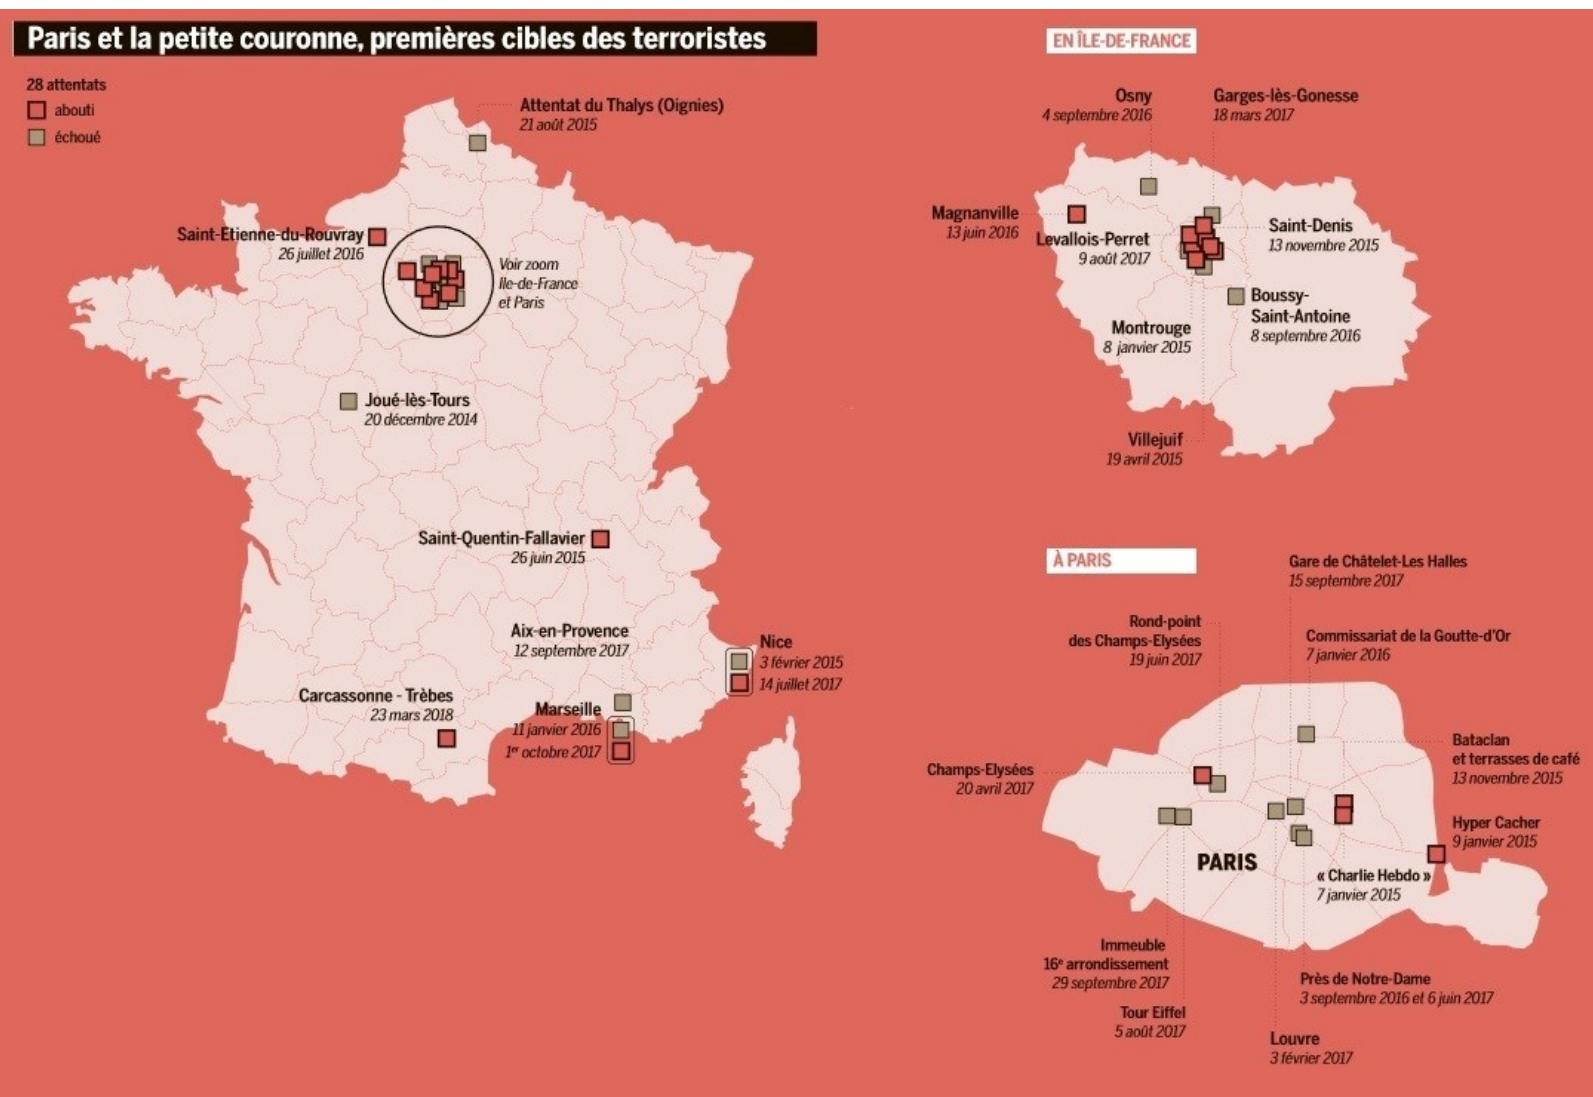 Paris et la petite couronne, premières cibles des terroristes
28 attentats
abouti
échoué
Attentat du Thalys (Oignies)
21 août 2015
Saint-Etienne-du-Rouvray
26 juillet 2016
Voir zoom
Ile-de-France
et Paris
Joué-lès-Tours
20 décembre 2014
Saint-Quentin-Fallavier
26 juin 2015
Aix-en-Provence
12 septembre 2017
Nice
3 février 2015
14 juillet 2017
Carcassonne - Trèbes
23 mars 2018
Marseille
11 janvier 2016
1er octobre 2017
EN ÎLE-DE-FRANCE
Osny
4 septembre 2016
Garges-lès-Gonesse
18 mars 2017
Magnanville
13 juin 2016
Levallois-Perret
9 août 2017
Saint-Denis
13 novembre 2015
Boussy-
Saint-Antoine
8 septembre 2016
Montrouge
8 janvier 2015
Villejuif
19 avril 2015
À PARIS
Gare de Châtelet-Les Halles
15 septembre 2017
Rond-point
des Champs-Elysées
19 juin 2017
Commissariat de la Goutte-d'Or
7 janvier 2016
Bataclan
et terrasses de café
13 novembre 2015
Champs-Elysées
20 avril 2017
Hyper Cacher
9 janvier 2015
PARIS
« Charlie Hebdo »
7 janvier 2015
Immeuble
16e arrondissement
29 septembre 2017
Près de Notre-Dame
3 septembre 2016 et 6 juin 2017
Tour Eiffel
5 août 2017
Louvre
3 février 2017